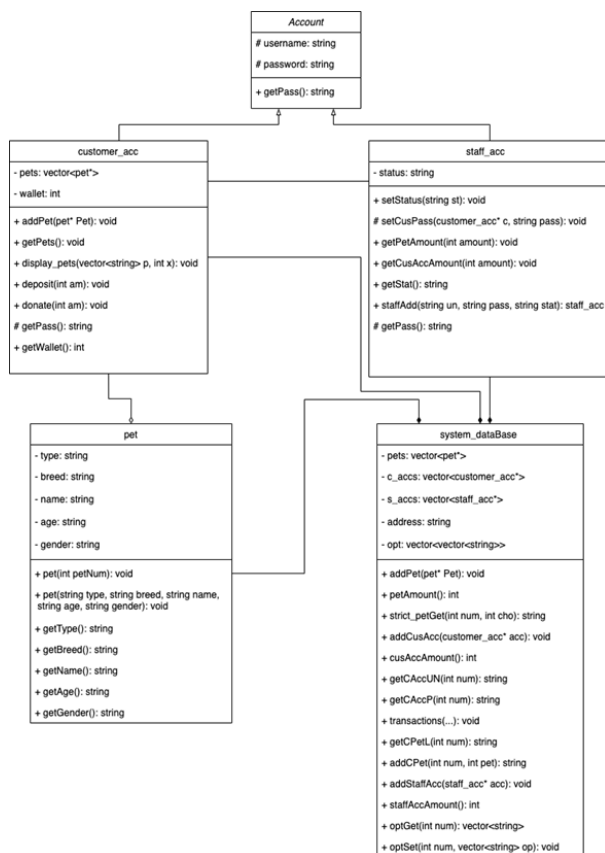 Account
# username: string
# password: string
+ getPass(): string
customer_acc
- pets: vector<pet*>
- wallet: int
+ addPet(pet* Pet): void
+ getPets(): void
+ display_pets(vector<string> p, int x): void
+ deposit(int am): void
+ donate(int am): void
# getPass(): string
+ getWallet(): int
staff_acc
- status: string
+ setStatus(string st): void
# setCusPass(customer_acc* c, string pass): void
+ getPetAmount(int amount): void
+ getCusAccAmount(int amount): void
+ getStat(): string
+ staffAdd(string un, string pass, string stat): staff_acc
# getPass(): string
pet
- type: string
- breed: string
- name: string
- age: string
- gender: string
+ pet(int petNum): void
+ pet(string type, string breed, string name,
string age, string gender): void
+ getType(): string
+ getBreed(): string
+ getName(): string
+ getAge(): string
+ getGender(): string
system_dataBase
- pets: vector<pet*>
- c_accs: vector<customer_acc*>
- s_accs: vector<staff_acc*>
- address: string
- opt: vector<vector<string>>
+ addPet(pet* Pet): void
+ petAmount(): int
+ strict_petGet(int num, int cho): string
+ addCusAcc(customer_acc* acc): void
+ cusAccAmount(): int
+ getCAccUN(int num): string
+ getCAccP(int num): string
+ transactions(...): void
+ getCPetL(int num): string
+ addCPet(int num, int pet): string
+ addStaffAcc(staff_acc* acc): void
+ staffAccAmount(): int
+ optGet(int num): vector<string>
+ optSet(int num, vector<string> op): void